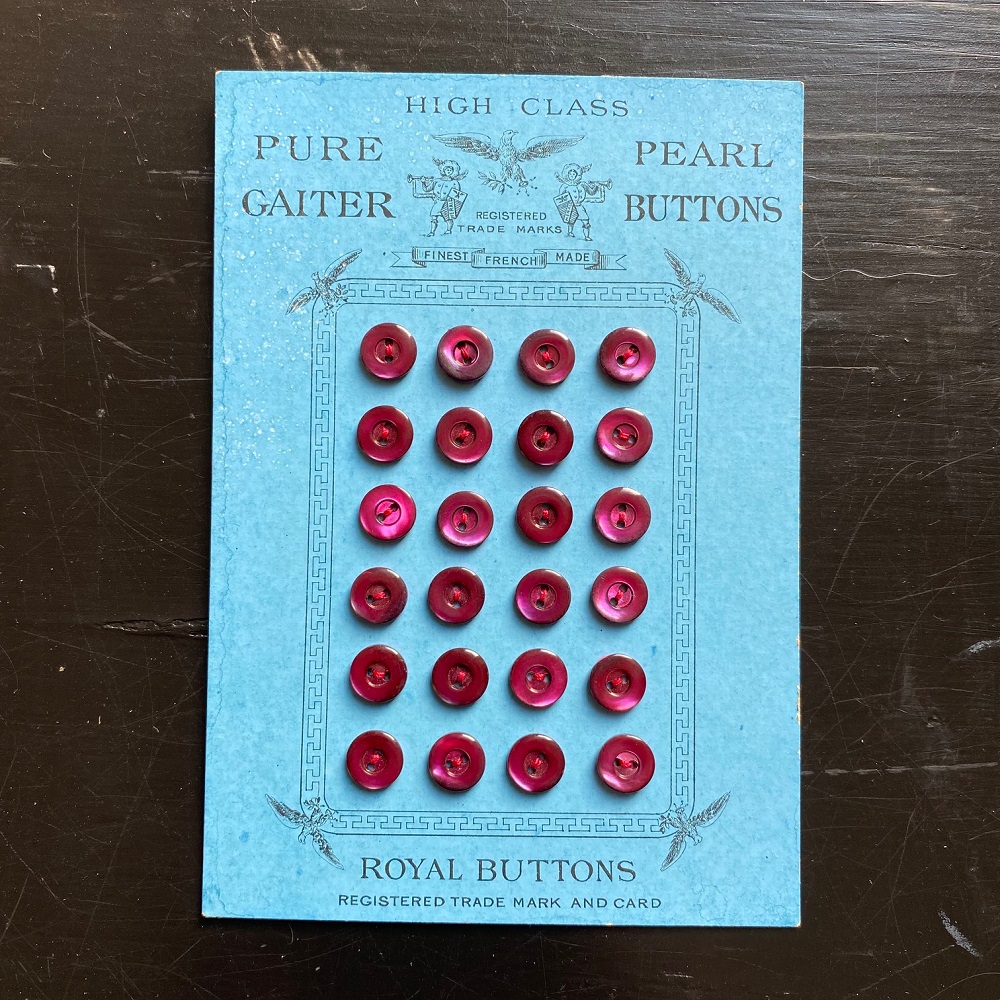 HIGH CLASS
PURE PEARL
GAITER BUTTONS
REGISTERED
TRADE MARKS
FINEST FRENCH MADE
ROYAL BUTTONS
REGISTERED TRADE MARK AND CARD